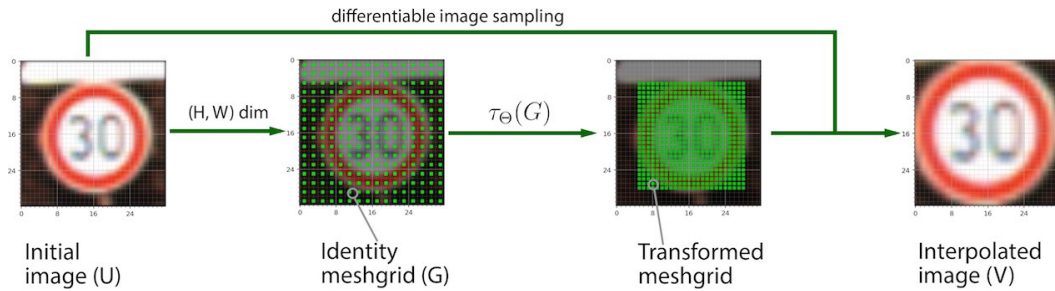 differentiable image sampling
(H, W) dim
τΘ(G)
30
30
30
30
0
8
16
24
0 8 16 24
0
8
16
24
0 8 16 24
0
8
16
24
0 8 16 24
0
8
16
24
0 8 16 24
Initial
image (U)
Identity
meshgrid (G)
Transformed
meshgrid
Interpolated
image (V)